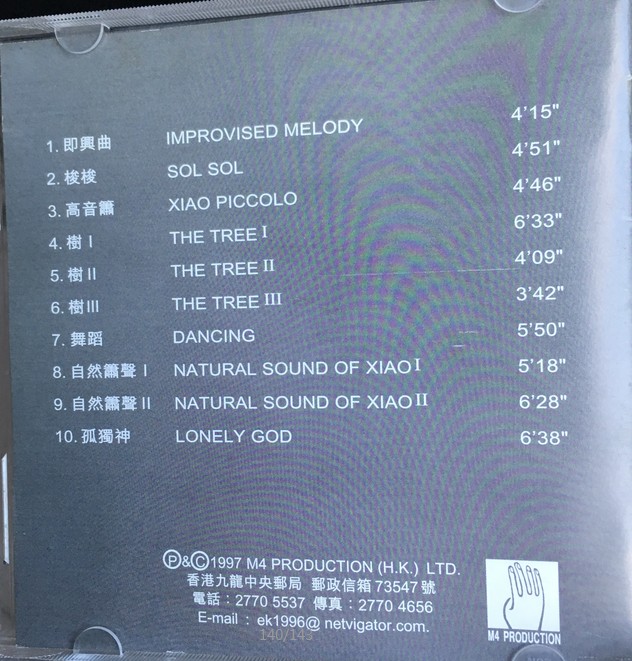 1. 即興曲 IMPROVISED MELODY 4'15"
2. 梭梭 SOL SOL 4'51"
3. 高音簫 XIAO PICCOLO 4'46"
4. 樹 I THE TREE I 6'33"
5. 樹 II THE TREE II 4'09"
6. 樹 III THE TREE III 3'42"
7. 舞蹈 DANCING 5'50"
8. 自然簫聲 I NATURAL SOUND OF XIAO I 5'18"
9. 自然簫聲 II NATURAL SOUND OF XIAO II 6'28"
10. 孤獨神 LONELY GOD 6'38"
Ⓟ&Ⓒ1997 M4 PRODUCTION (H.K.) LTD.
香港九龍中央郵局 郵政信箱 73547 號
電話：2770 5537 傳真：2770 4656
E-mail : ek1996@ netvigator.com.
M4 PRODUCTION
140/143